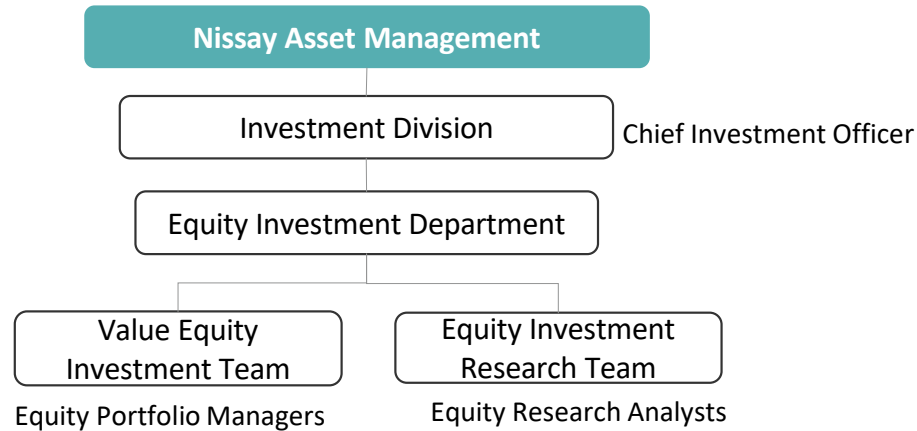 Nissay Asset Management
Investment Division
Chief Investment Officer
Equity Investment Department
Value Equity
Investment Team
Equity Investment
Research Team
Equity Portfolio Managers
Equity Research Analysts